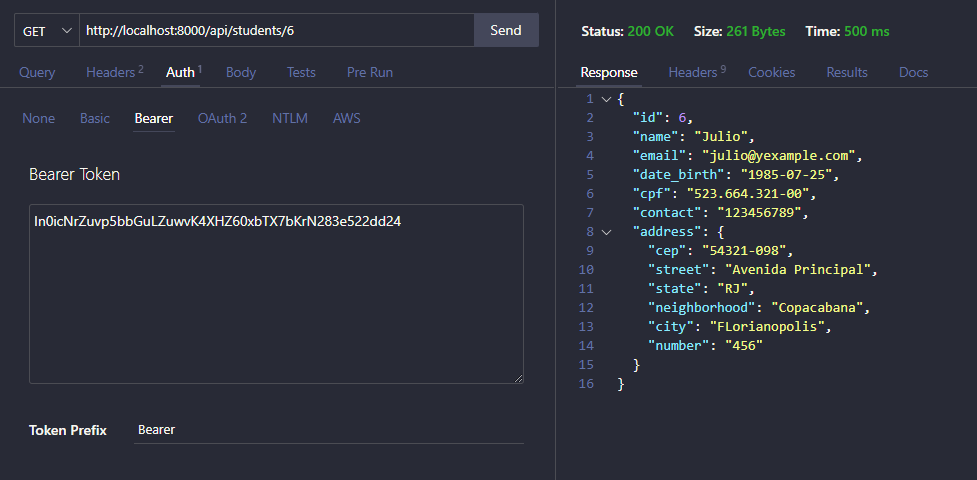 GET http://localhost:8000/api/students/6 Send
Query Headers 2 Auth 1 Body Tests Pre Run
None Basic Bearer OAuth 2 NTLM AWS
Bearer Token
In0icNrZuvp5bbGuLZuwvK4XHZ60xbTX7bKrN283e522dd24
Token Prefix Bearer
Status: 200 OK Size: 261 Bytes Time: 500 ms
Response Headers 9 Cookies Results Docs
1 {
2 "id": 6,
3 "name": "Julio",
4 "email": "julio@yexample.com",
5 "date_birth": "1985-07-25",
6 "cpf": "523.664.321-00",
7 "contact": "123456789",
8 "address": {
9 "cep": "54321-098",
10 "street": "Avenida Principal",
11 "state": "RJ",
12 "neighborhood": "Copacabana",
13 "city": "FLorianopolis",
14 "number": "456"
15 }
16 }